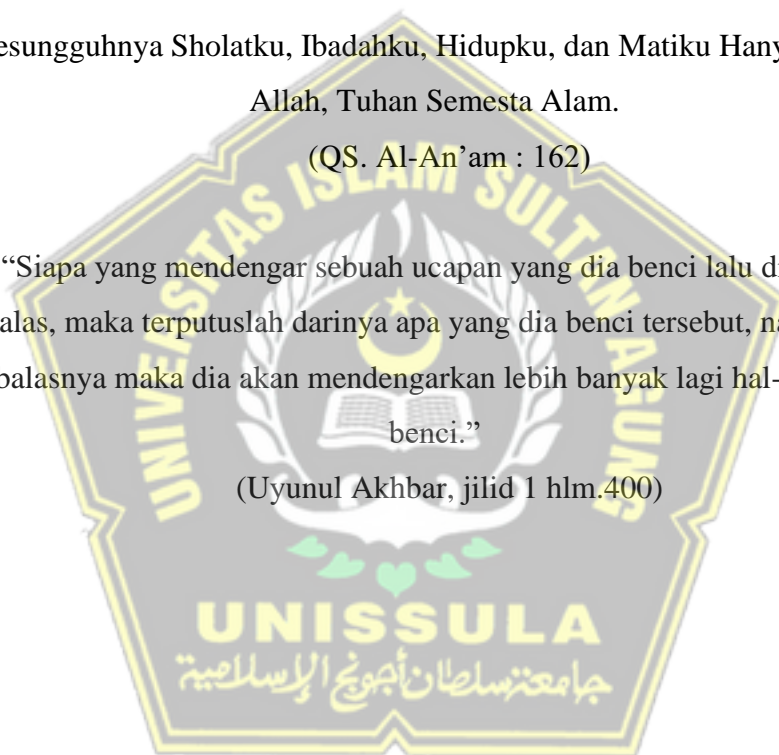 esungguhnya Sholatku, Ibadahku, Hidupku, dan Matiku Hany
Allah, Tuhan Semesta Alam.
(QS. Al-An’am : 162)
“Siapa yang mendengar sebuah ucapan yang dia benci lalu di
alas, maka terputuslah darinya apa yang dia benci tersebut, na
balasnya maka dia akan mendengarkan lebih banyak lagi hal-
benci.”
(Uyunul Akhbar, jilid 1 hlm.400)
UNIVERSITAS ISLAM SULTAN AGUNG
UNISSULA
جامعة سلطان أجونج الإسلامية